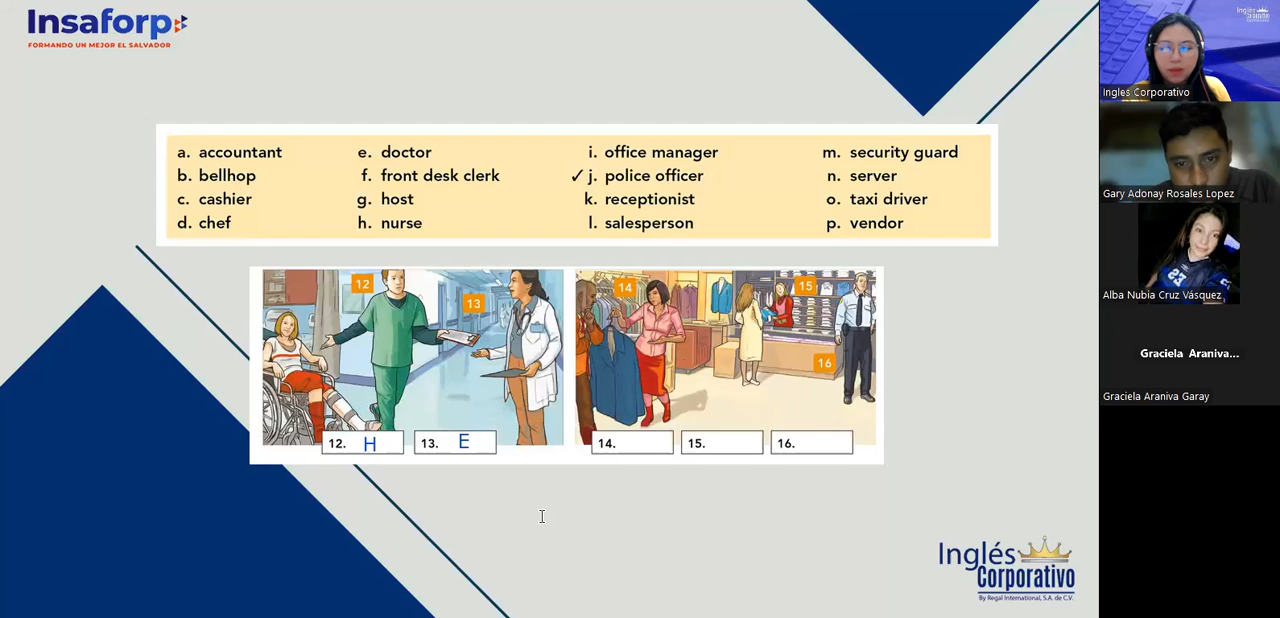 Insaforp
FORMANDO UN MEJOR EL SALVADOR
a. accountant
b. bellhop
c. cashier
d. chef
e. doctor
f. front desk clerk
g. host
h. nurse
i. office manager
✓ j. police officer
k. receptionist
l. salesperson
m. security guard
n. server
o. taxi driver
p. vendor
12
13
14
15
16
12. H
13. E
14.
15.
16.
Inglés
Corporativo
By Regal International, S.A. de C.V.
Ingles Corporativo
Gary Adonay Rosales Lopez
23
Alba Nubia Cruz Vásquez
Graciela Araniva...
Graciela Araniva Garay